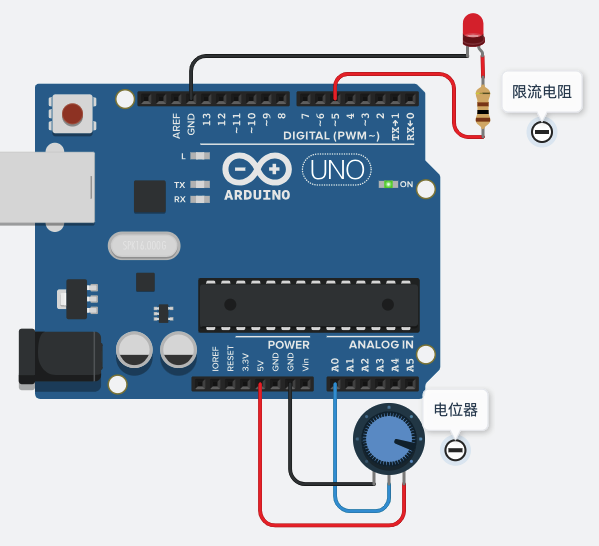 限流电阻
AREF
GND
13
12
~11
~10
~9
8
7
~6
~5
4
~3
2
TX→1
RX←0
DIGITAL (PWM~)
L
TX
RX
UNO
ARDUINO
ON
POWER
ANALOG IN
IOREF
RESET
3.3V
5V
GND
GND
Vin
A0
A1
A2
A3
A4
A5
电位器